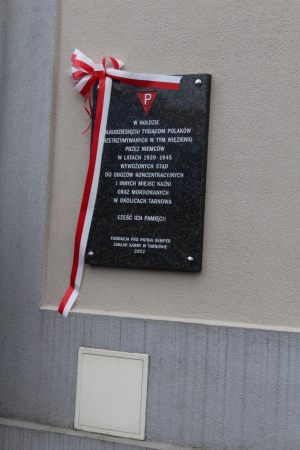 P
W HOŁDZIE
KILKUDZIESIĘCIU TYSIĄCOM POLAKÓW
PRZETRZYMYWANYCH W TYM WIĘZIENIU
PRZEZ NIEMCÓW
W LATACH 1939-1945
WYWOŻONYCH STĄD
DO OBOZÓW KONCENTRACYJNYCH
I INNYCH MIEJSC KAŹNI
ORAZ MORDOWANYCH
W OKOLICACH TARNOWA
CZEŚĆ ICH PAMIĘCI!
FUNDACJA PRO PATRIA SEMPER
ZAKŁAD KARNY W TARNOWIE
2022